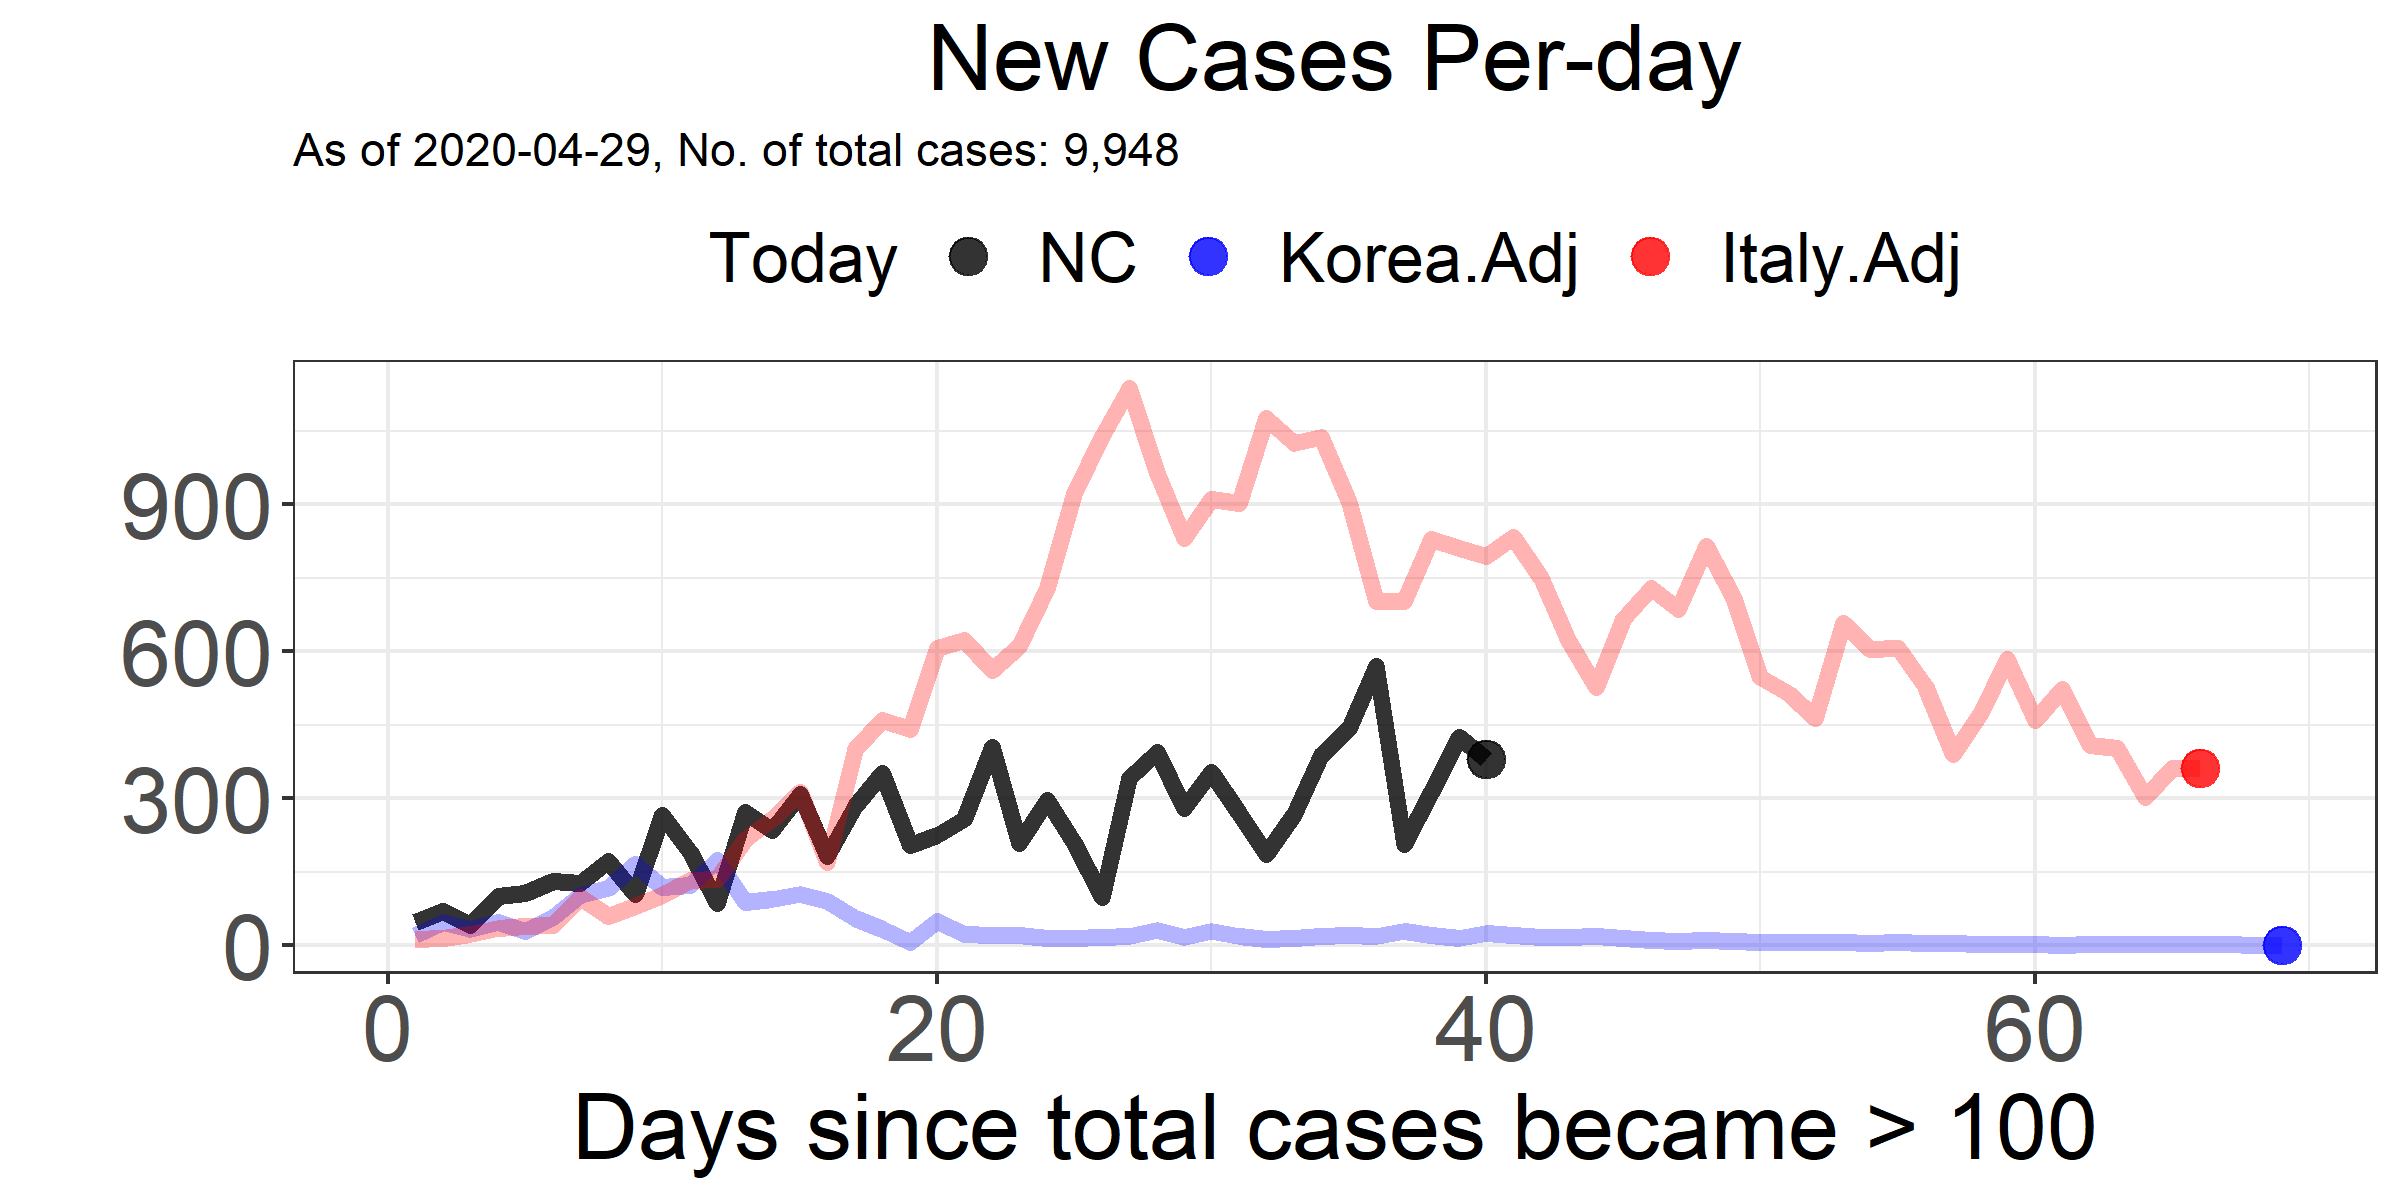 New Cases Per-day
As of 2020-04-29, No. of total cases: 9,948
Today NC Korea.Adj Italy.Adj
900
600
300
0
0 20 40 60
Days since total cases became > 100